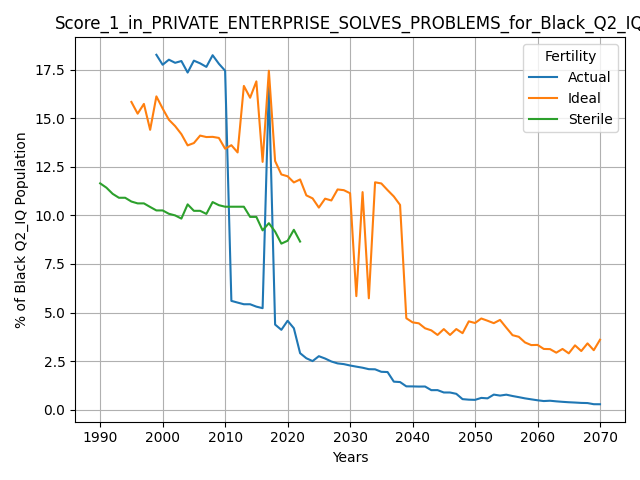 Score_1_in_PRIVATE_ENTERPRISE_SOLVES_PROBLEMS_for_Black_Q2_IQ
Fertility
Actual
Ideal
Sterile
% of Black Q2_IQ Population
17.5
15.0
12.5
10.0
7.5
5.0
2.5
0.0
1990 2000 2010 2020 2030 2040 2050 2060 2070
Years